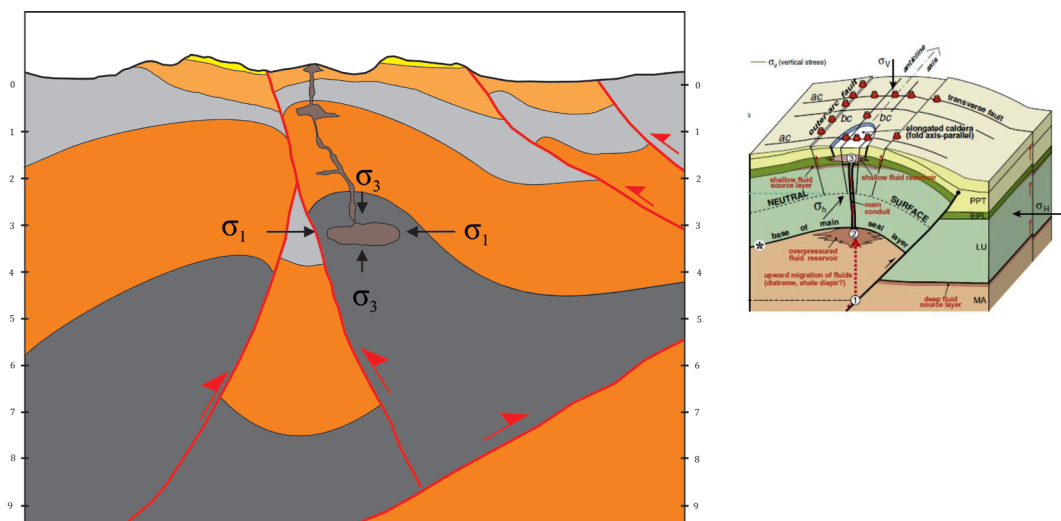 0
1
2
3
4
5
6
7
8
9
σ3
σ1
σ1
σ3
0
1
2
3
4
5
6
7
8
9
σv (vertical stress)
σV
anticline
axis
ac
outer-arc fault
bc
transverse fault
ac
bc
elongated caldera
(fold axis-parallel)
ac
shallow fluid
source layer
3
shallow fluid reservoir
PPT
EPL
NEUTRAL
SURFACE
σh
main
conduit
σH
*
base of main
seal layer
2
LU
overpressured
fluid reservoir
upward migration of fluids
(diatreme, shale diapir?)
1
deep fluid
source layer
MA